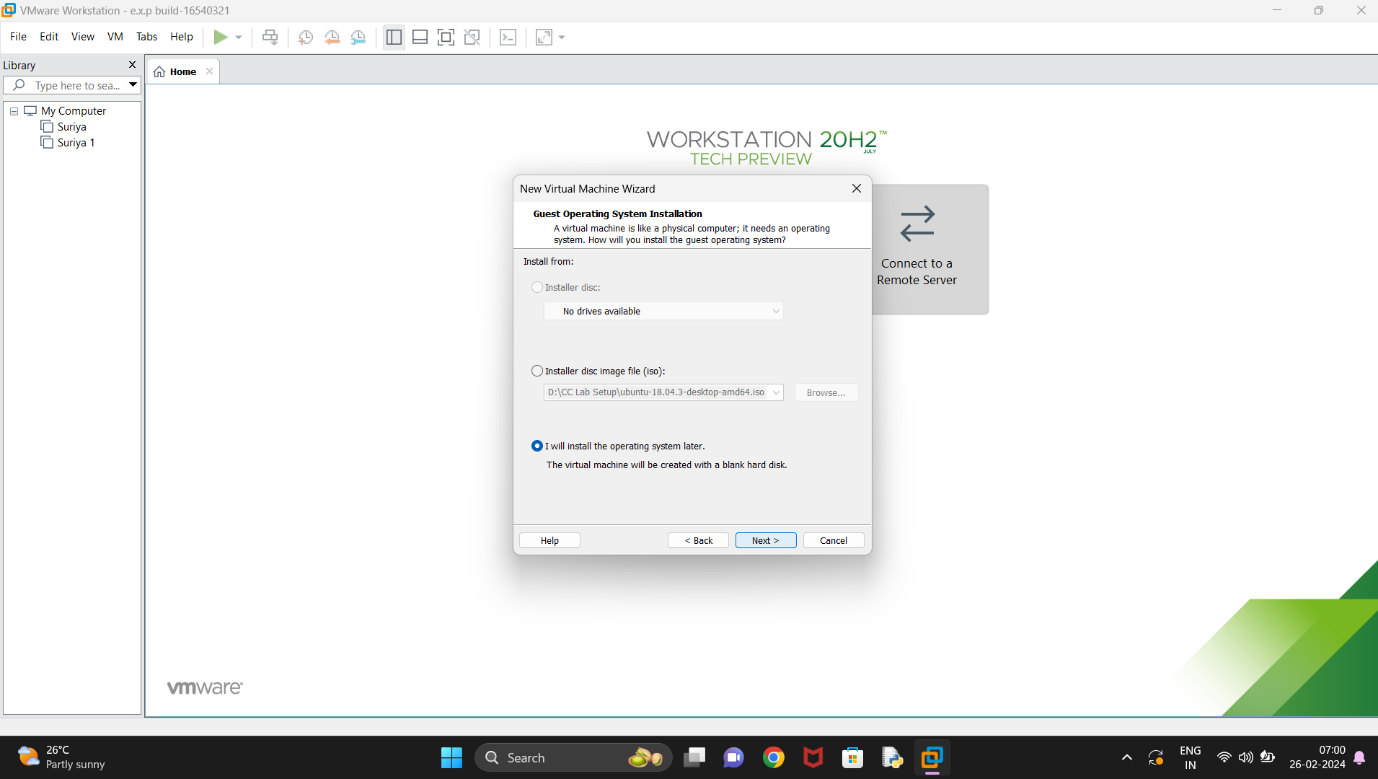 VMware Workstation - e.x.p build-16540321
File Edit View VM Tabs Help
Library
Type here to sea...
Home
My Computer
Suriya
Suriya 1
WORKSTATION 20H2™
JULY
TECH PREVIEW
Connect to a
Remote Server
New Virtual Machine Wizard
Guest Operating System Installation
A virtual machine is like a physical computer; it needs an operating
system. How will you install the guest operating system?
Install from:
Installer disc:
No drives available
Installer disc image file (iso):
D:\CC Lab Setup\ubuntu-18.04.3-desktop-amd64.iso
Browse...
I will install the operating system later.
The virtual machine will be created with a blank hard disk.
Help
< Back
Next >
Cancel
vmware®
26°C
Partly sunny
Search
ENG
IN
07:00
26-02-2024